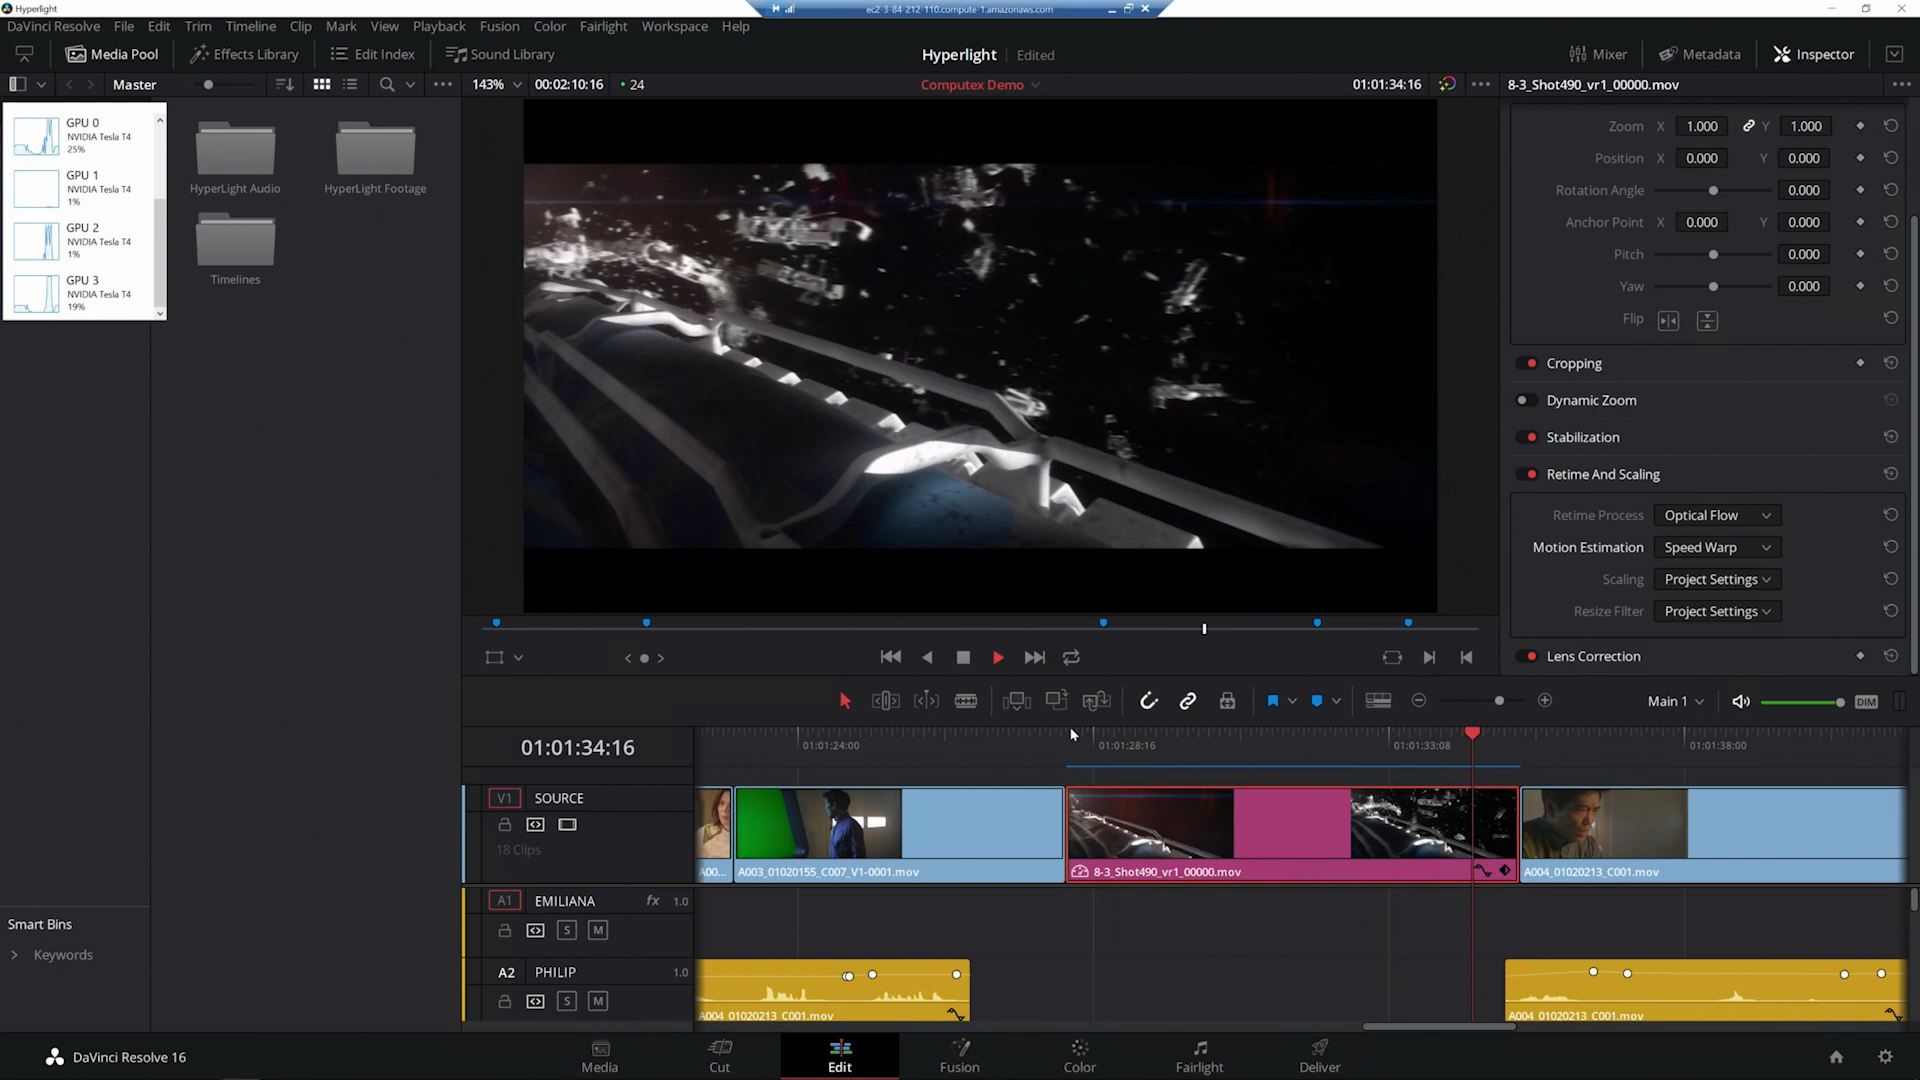 Hyperlight
ec2-3-84-212-110.compute-1.amazonaws.com
DaVinci Resolve File Edit Trim Timeline Clip Mark View Playback Fusion Color Fairlight Workspace Help
Media Pool Effects Library Edit Index Sound Library Hyperlight Edited Mixer Metadata Inspector
Master 143% 00:02:10:16 24 Computex Demo 01:01:34:16 8-3_Shot490_vr1_00000.mov
GPU 0
NVIDIA Tesla T4
25%
GPU 1
NVIDIA Tesla T4
1%
GPU 2
NVIDIA Tesla T4
1%
GPU 3
NVIDIA Tesla T4
19%
HyperLight Audio HyperLight Footage
Timelines
Zoom X 1.000 Y 1.000
Position X 0.000 Y 0.000
Rotation Angle 0.000
Anchor Point X 0.000 Y 0.000
Pitch 0.000
Yaw 0.000
Flip
Cropping
Dynamic Zoom
Stabilization
Retime And Scaling
Retime Process Optical Flow
Motion Estimation Speed Warp
Scaling Project Settings
Resize Filter Project Settings
Lens Correction
Main 1 DIM
01:01:34:16 01:01:24:00 01:01:28:16 01:01:33:08 01:01:38:00
V1 SOURCE
18 Clips
A00... A003_01020155_C007_V1-0001.mov 8-3_Shot490_vr1_00000.mov A004_01020213_C001.mov
A1 EMILIANA fx 1.0
S M
A2 PHILIP 1.0
S M
A004_01020213_C001.mov A004_01020213_C001.mov
Smart Bins
Keywords
DaVinci Resolve 16
Media Cut Edit Fusion Color Fairlight Deliver